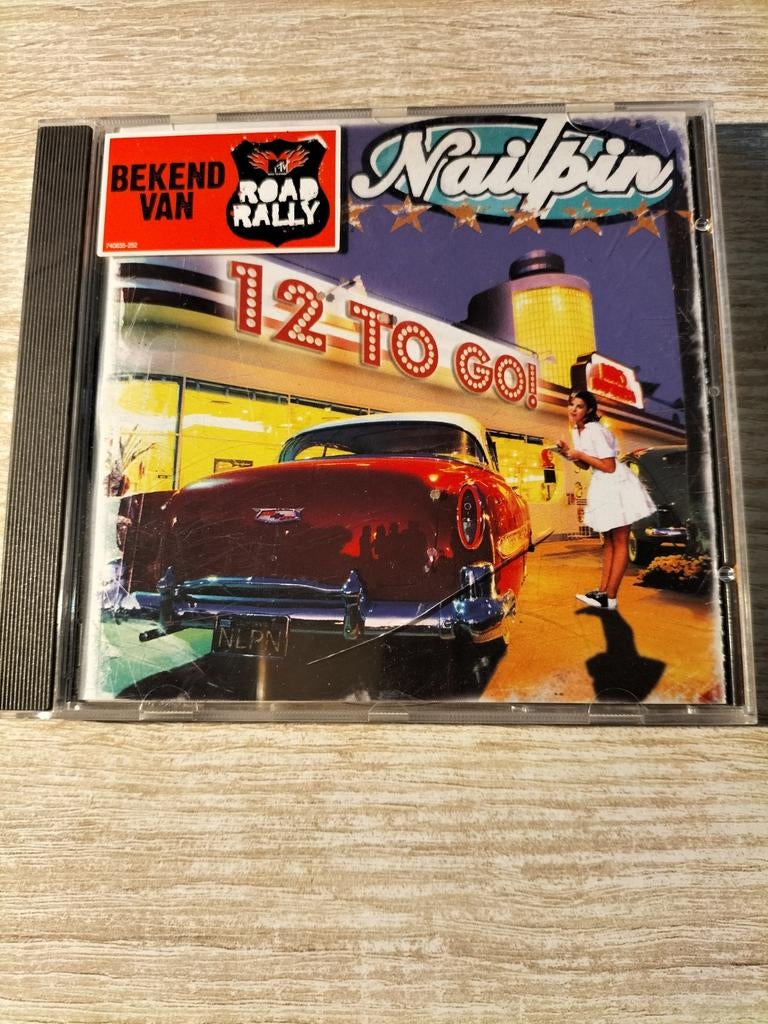 BEKEND
VAN
MTV
ROAD
RALLY
Nailpin
12 TO GO!
NLPN